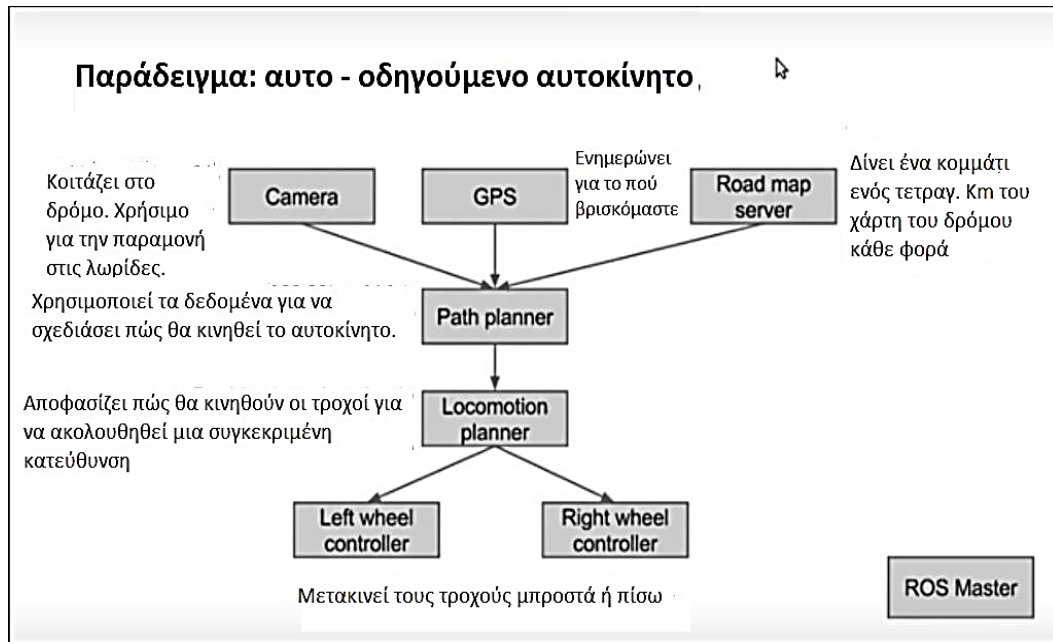 Παράδειγμα: αυτο - οδηγούμενο αυτοκίνητο,
Κοιτάζει στο
δρόμο. Χρήσιμο
για την παραμονή
στις λωρίδες.
Camera
GPS
Ενημερώνει
για το πού
βρισκόμαστε
Road map
server
Δίνει ένα κομμάτι
ενός τετραγ. Km του
χάρτη του δρόμου
κάθε φορά
Χρησιμοποιεί τα δεδομένα για να
σχεδιάσει πώς θα κινηθεί το αυτοκίνητο.
Path planner
Αποφασίζει πώς θα κινηθούν οι τροχοί για
να ακολουθηθεί μια συγκεκριμένη
κατεύθυνση
Locomotion
planner
Left wheel
controller
Right wheel
controller
Μετακινεί τους τροχούς μπροστά ή πίσω
ROS Master